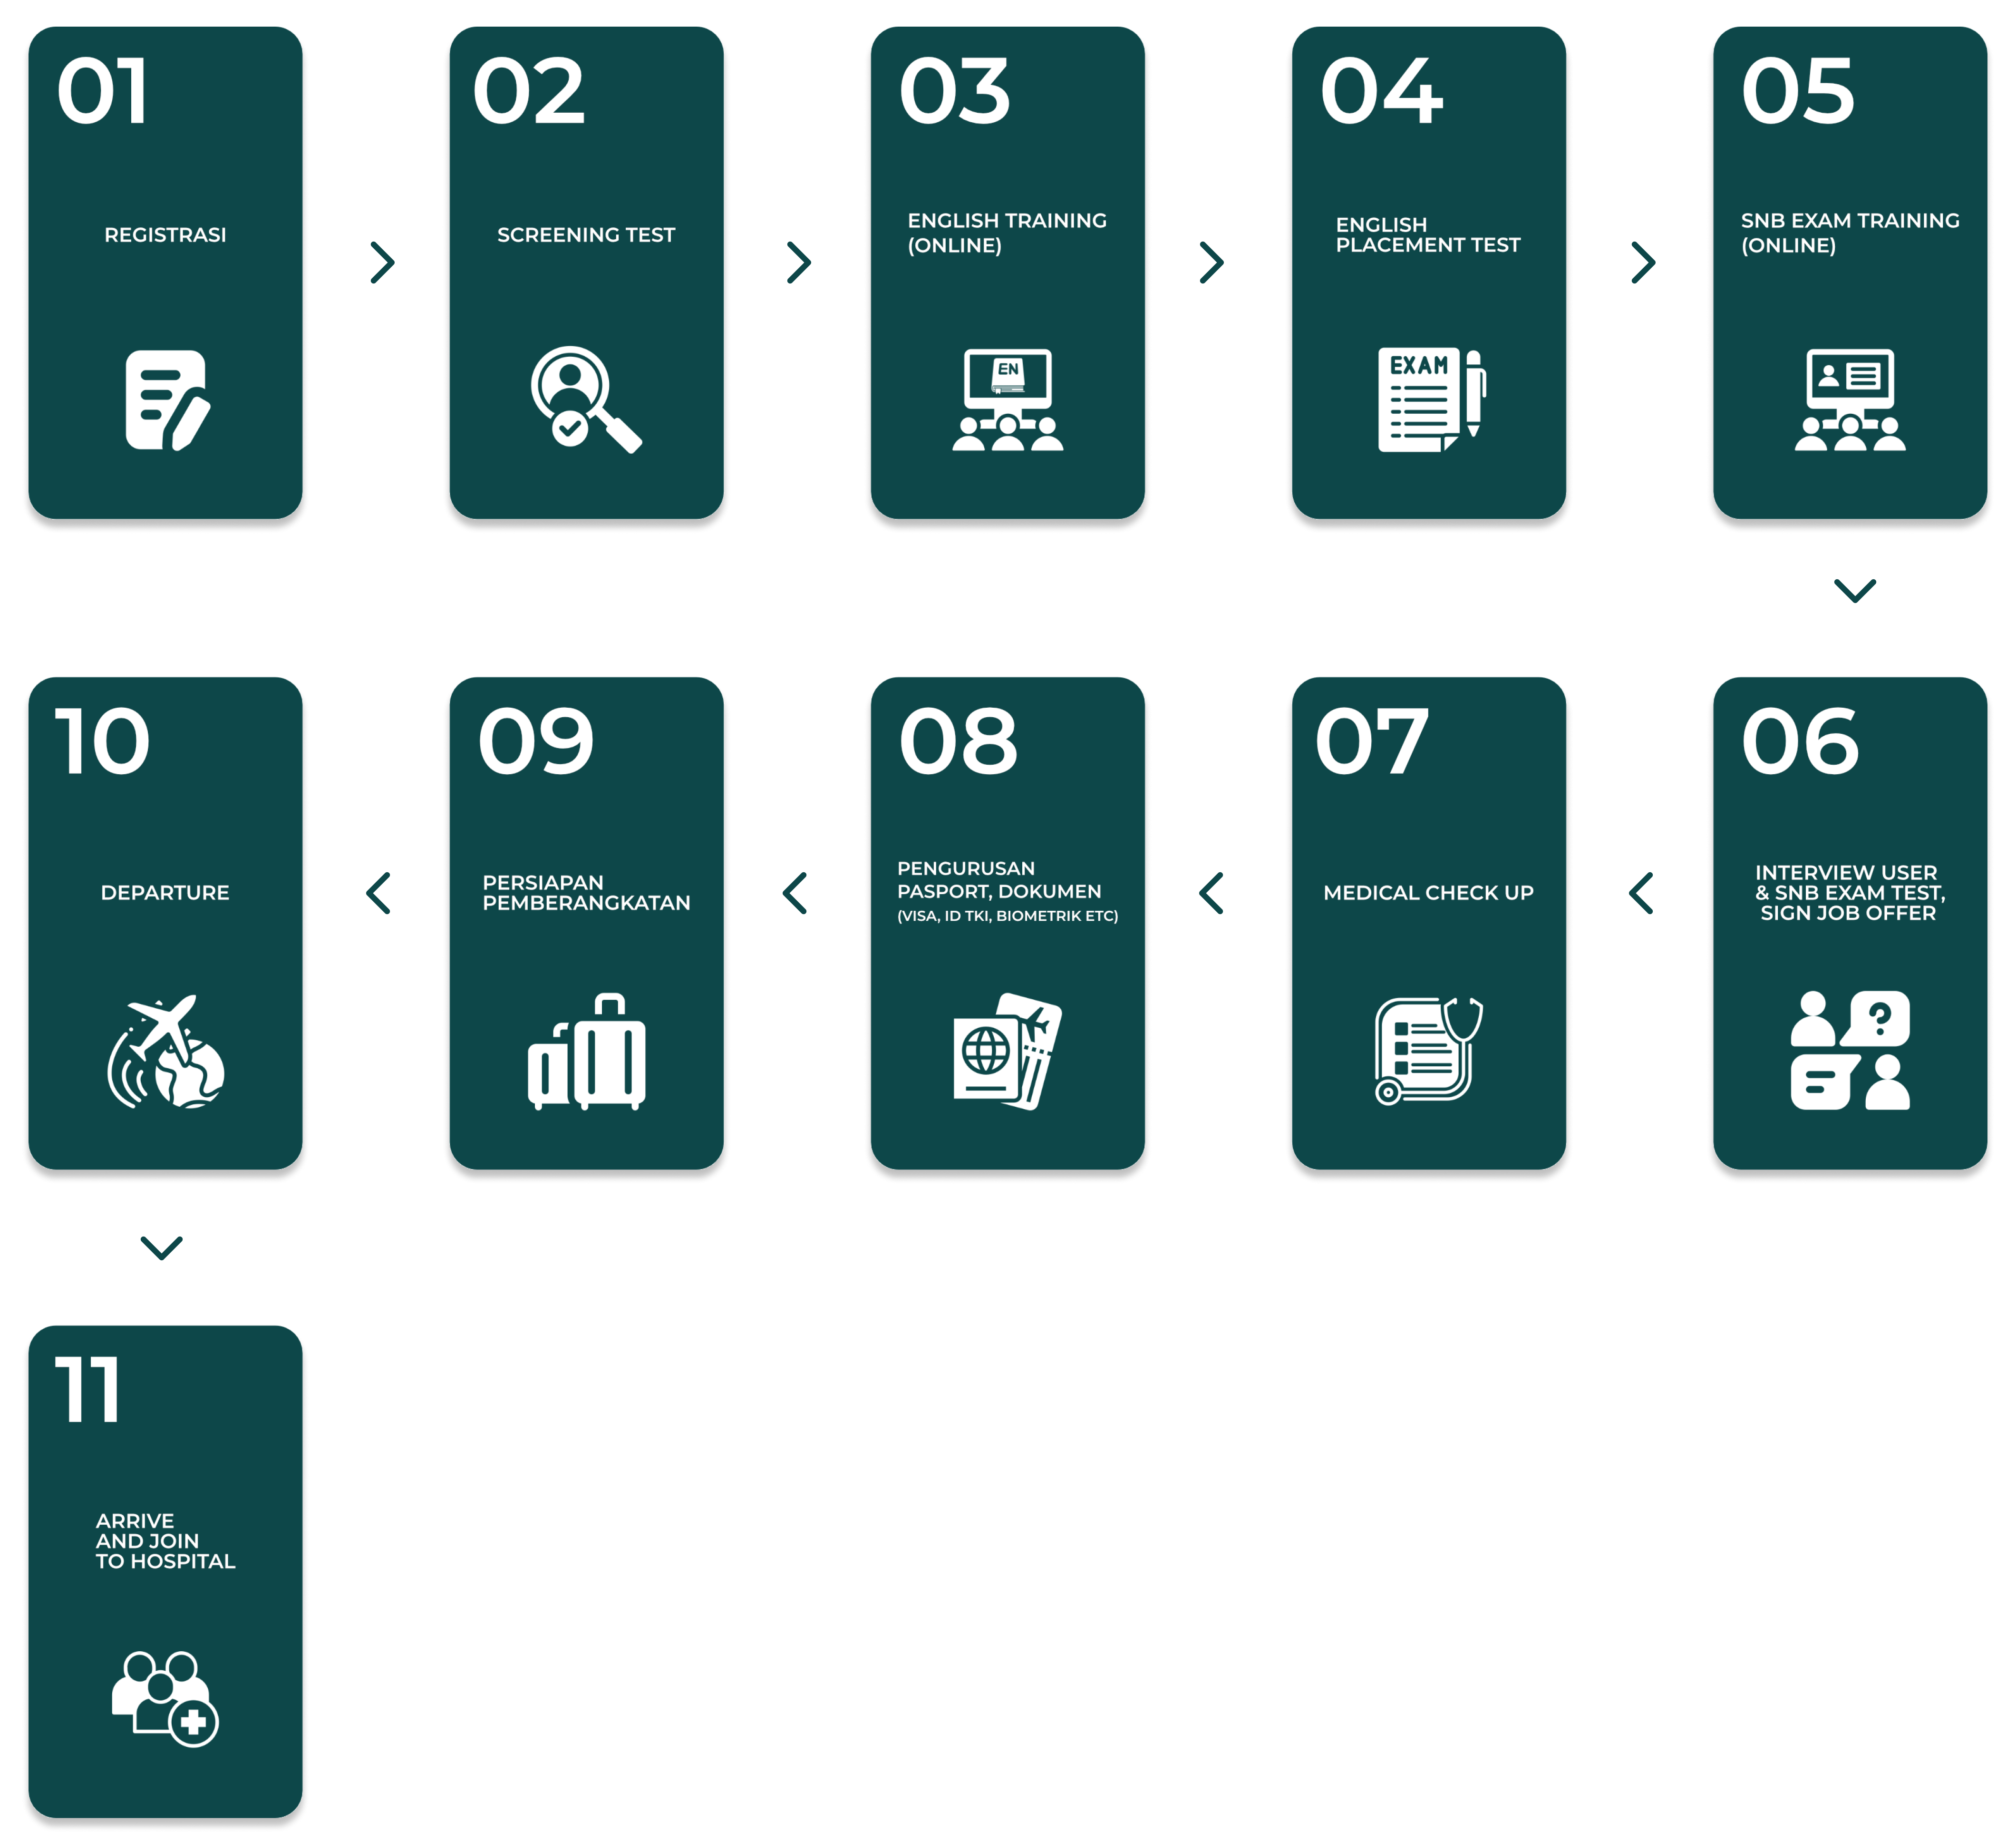 01
REGISTRASI
02
SCREENING TEST
03
ENGLISH TRAINING
(ONLINE)
EN
04
ENGLISH
PLACEMENT TEST
EXAM
05
SNB EXAM TRAINING
(ONLINE)
06
INTERVIEW USER
& SNB EXAM TEST,
SIGN JOB OFFER
?
07
MEDICAL CHECK UP
08
PENGURUSAN
PASPORT, DOKUMEN
(VISA, ID TKI, BIOMETRIK ETC)
09
PERSIAPAN
PEMBERANGKATAN
10
DEPARTURE
11
ARRIVE
AND JOIN
TO HOSPITAL